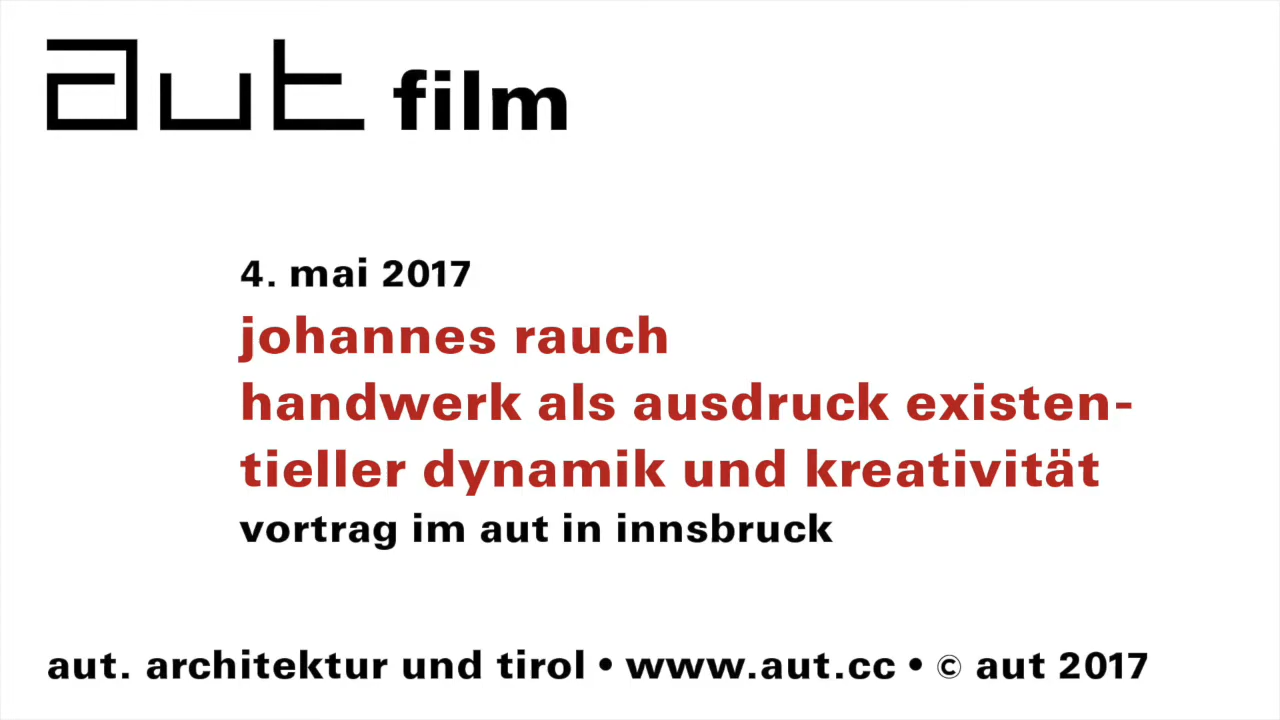 aut film
4. mai 2017
johannes rauch
handwerk als ausdruck existen-
tieller dynamik und kreativität
vortrag im aut in innsbruck
aut. architektur und tirol • www.aut.cc • © aut 2017